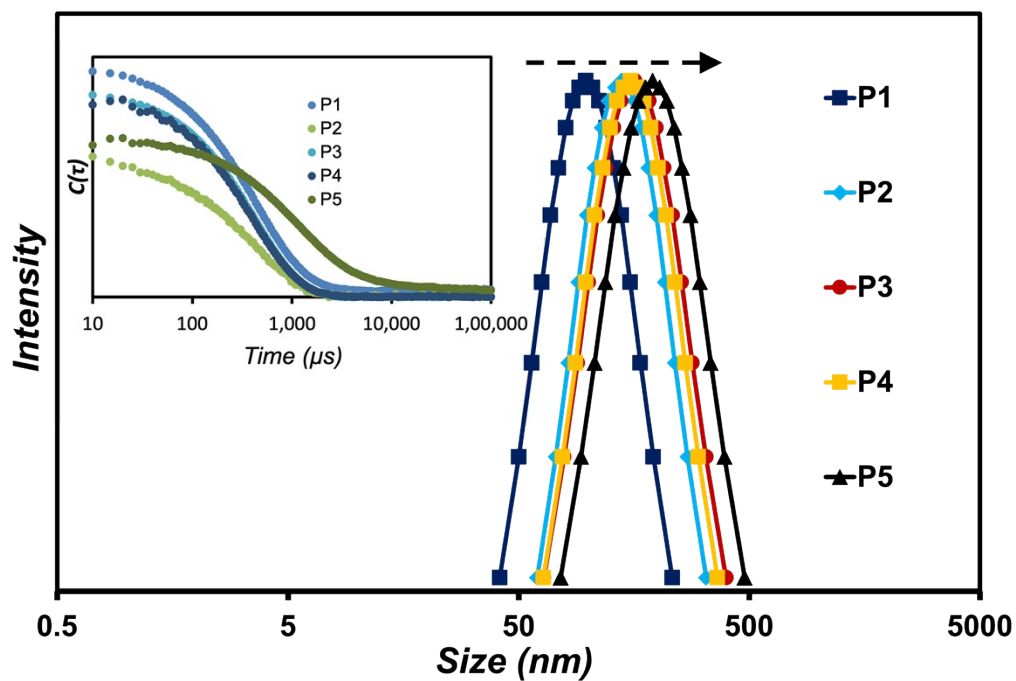 C(τ)
P1
P2
P3
P4
P5
10 100 1,000 10,000 1,00,000
Time (μs)
P1
P2
P3
P4
P5
Intensity
0.5 5 50 500 5000
Size (nm)